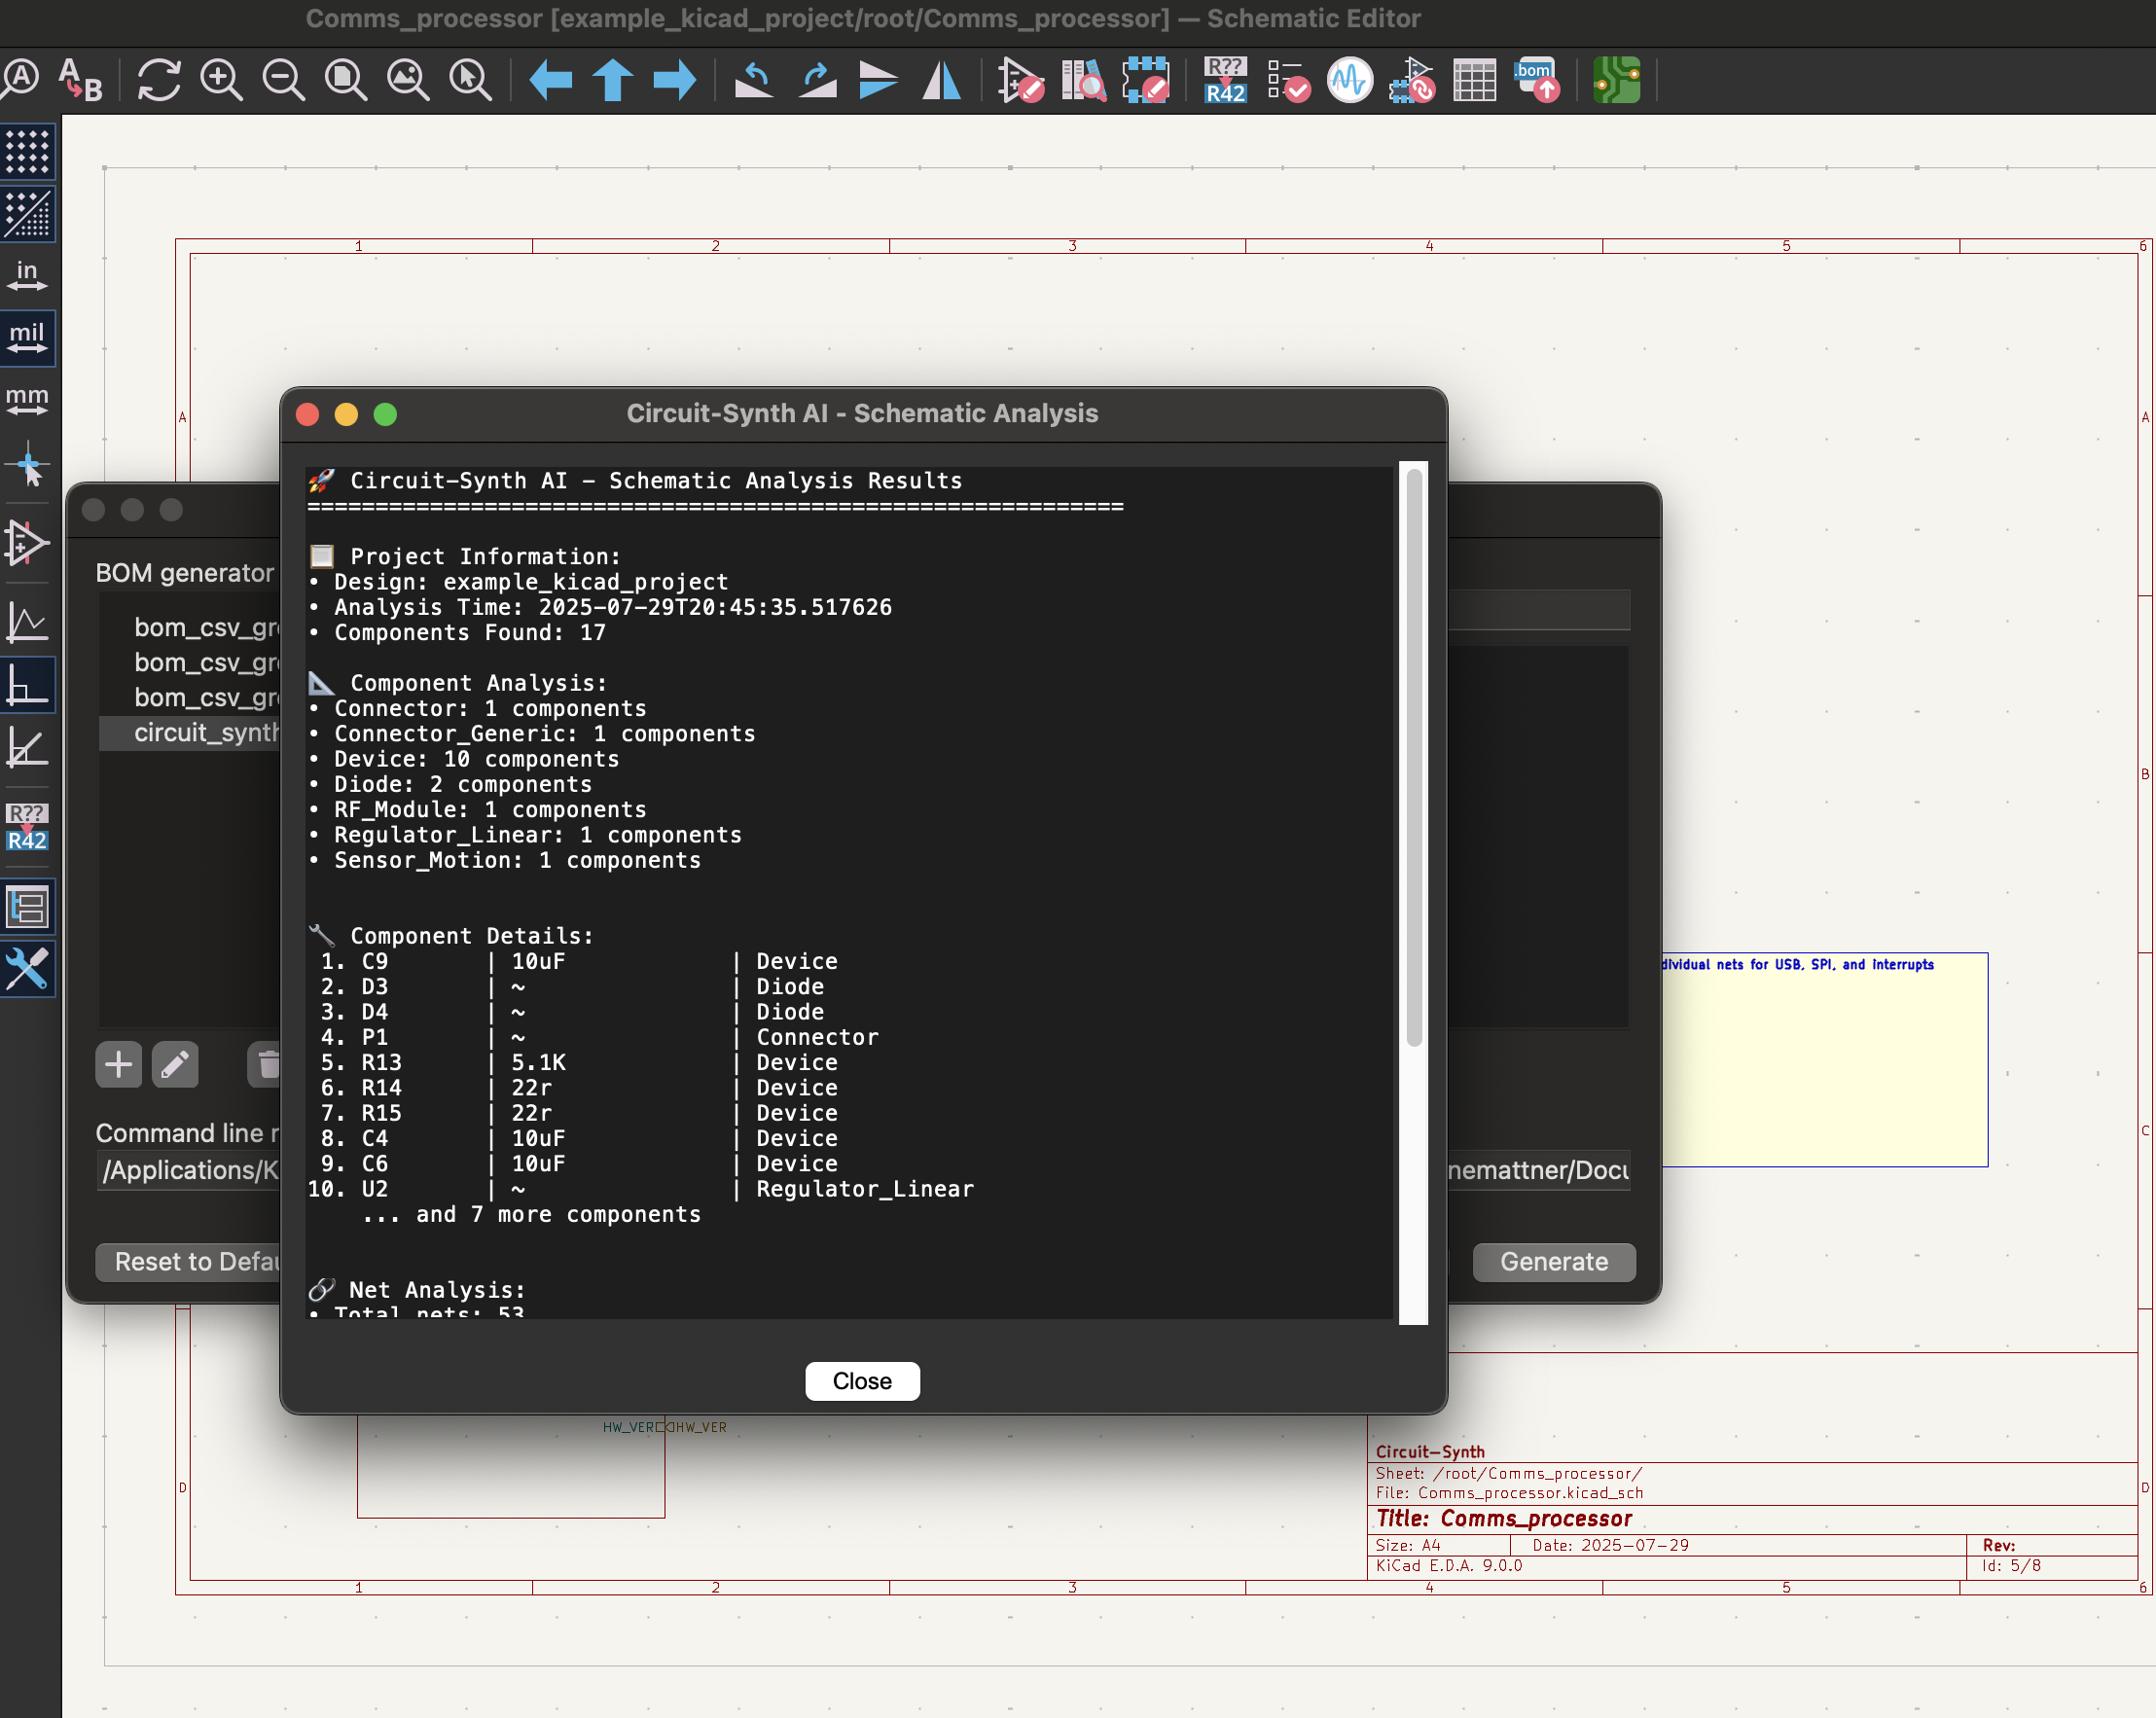 Comms_processor [example_kicad_project/root/Comms_processor] — Schematic Editor
A
A
B
R??
R42
.bom
in
mil
mm
R??
R42
1 2 3 4 5 6
A A
B
C
D D
1 2 3 4 5 6
BOM generator
bom_csv_gr
bom_csv_gr
bom_csv_gr
circuit_synth
Command line r
/Applications/K
nemattner/Docu
Reset to Defau
Generate
Circuit-Synth AI - Schematic Analysis
🚀 Circuit-Synth AI - Schematic Analysis Results
============================================================
📋 Project Information:
• Design: example_kicad_project
• Analysis Time: 2025-07-29T20:45:35.517626
• Components Found: 17
📐 Component Analysis:
• Connector: 1 components
• Connector_Generic: 1 components
• Device: 10 components
• Diode: 2 components
• RF_Module: 1 components
• Regulator_Linear: 1 components
• Sensor_Motion: 1 components
🔧 Component Details:
1. C9 | 10uF | Device
2. D3 | ~ | Diode
3. D4 | ~ | Diode
4. P1 | ~ | Connector
5. R13 | 5.1K | Device
6. R14 | 22r | Device
7. R15 | 22r | Device
8. C4 | 10uF | Device
9. C6 | 10uF | Device
10. U2 | ~ | Regulator_Linear
... and 7 more components
🔗 Net Analysis:
• Total nets: 53
Close
dividual nets for USB, SPI, and interrupts
HW_VER HW_VER
Circuit-Synth
Sheet: /root/Comms_processor/
File: Comms_processor.kicad_sch
Title: Comms_processor
Size: A4 Date: 2025-07-29 Rev:
KiCad E.D.A. 9.0.0 Id: 5/8